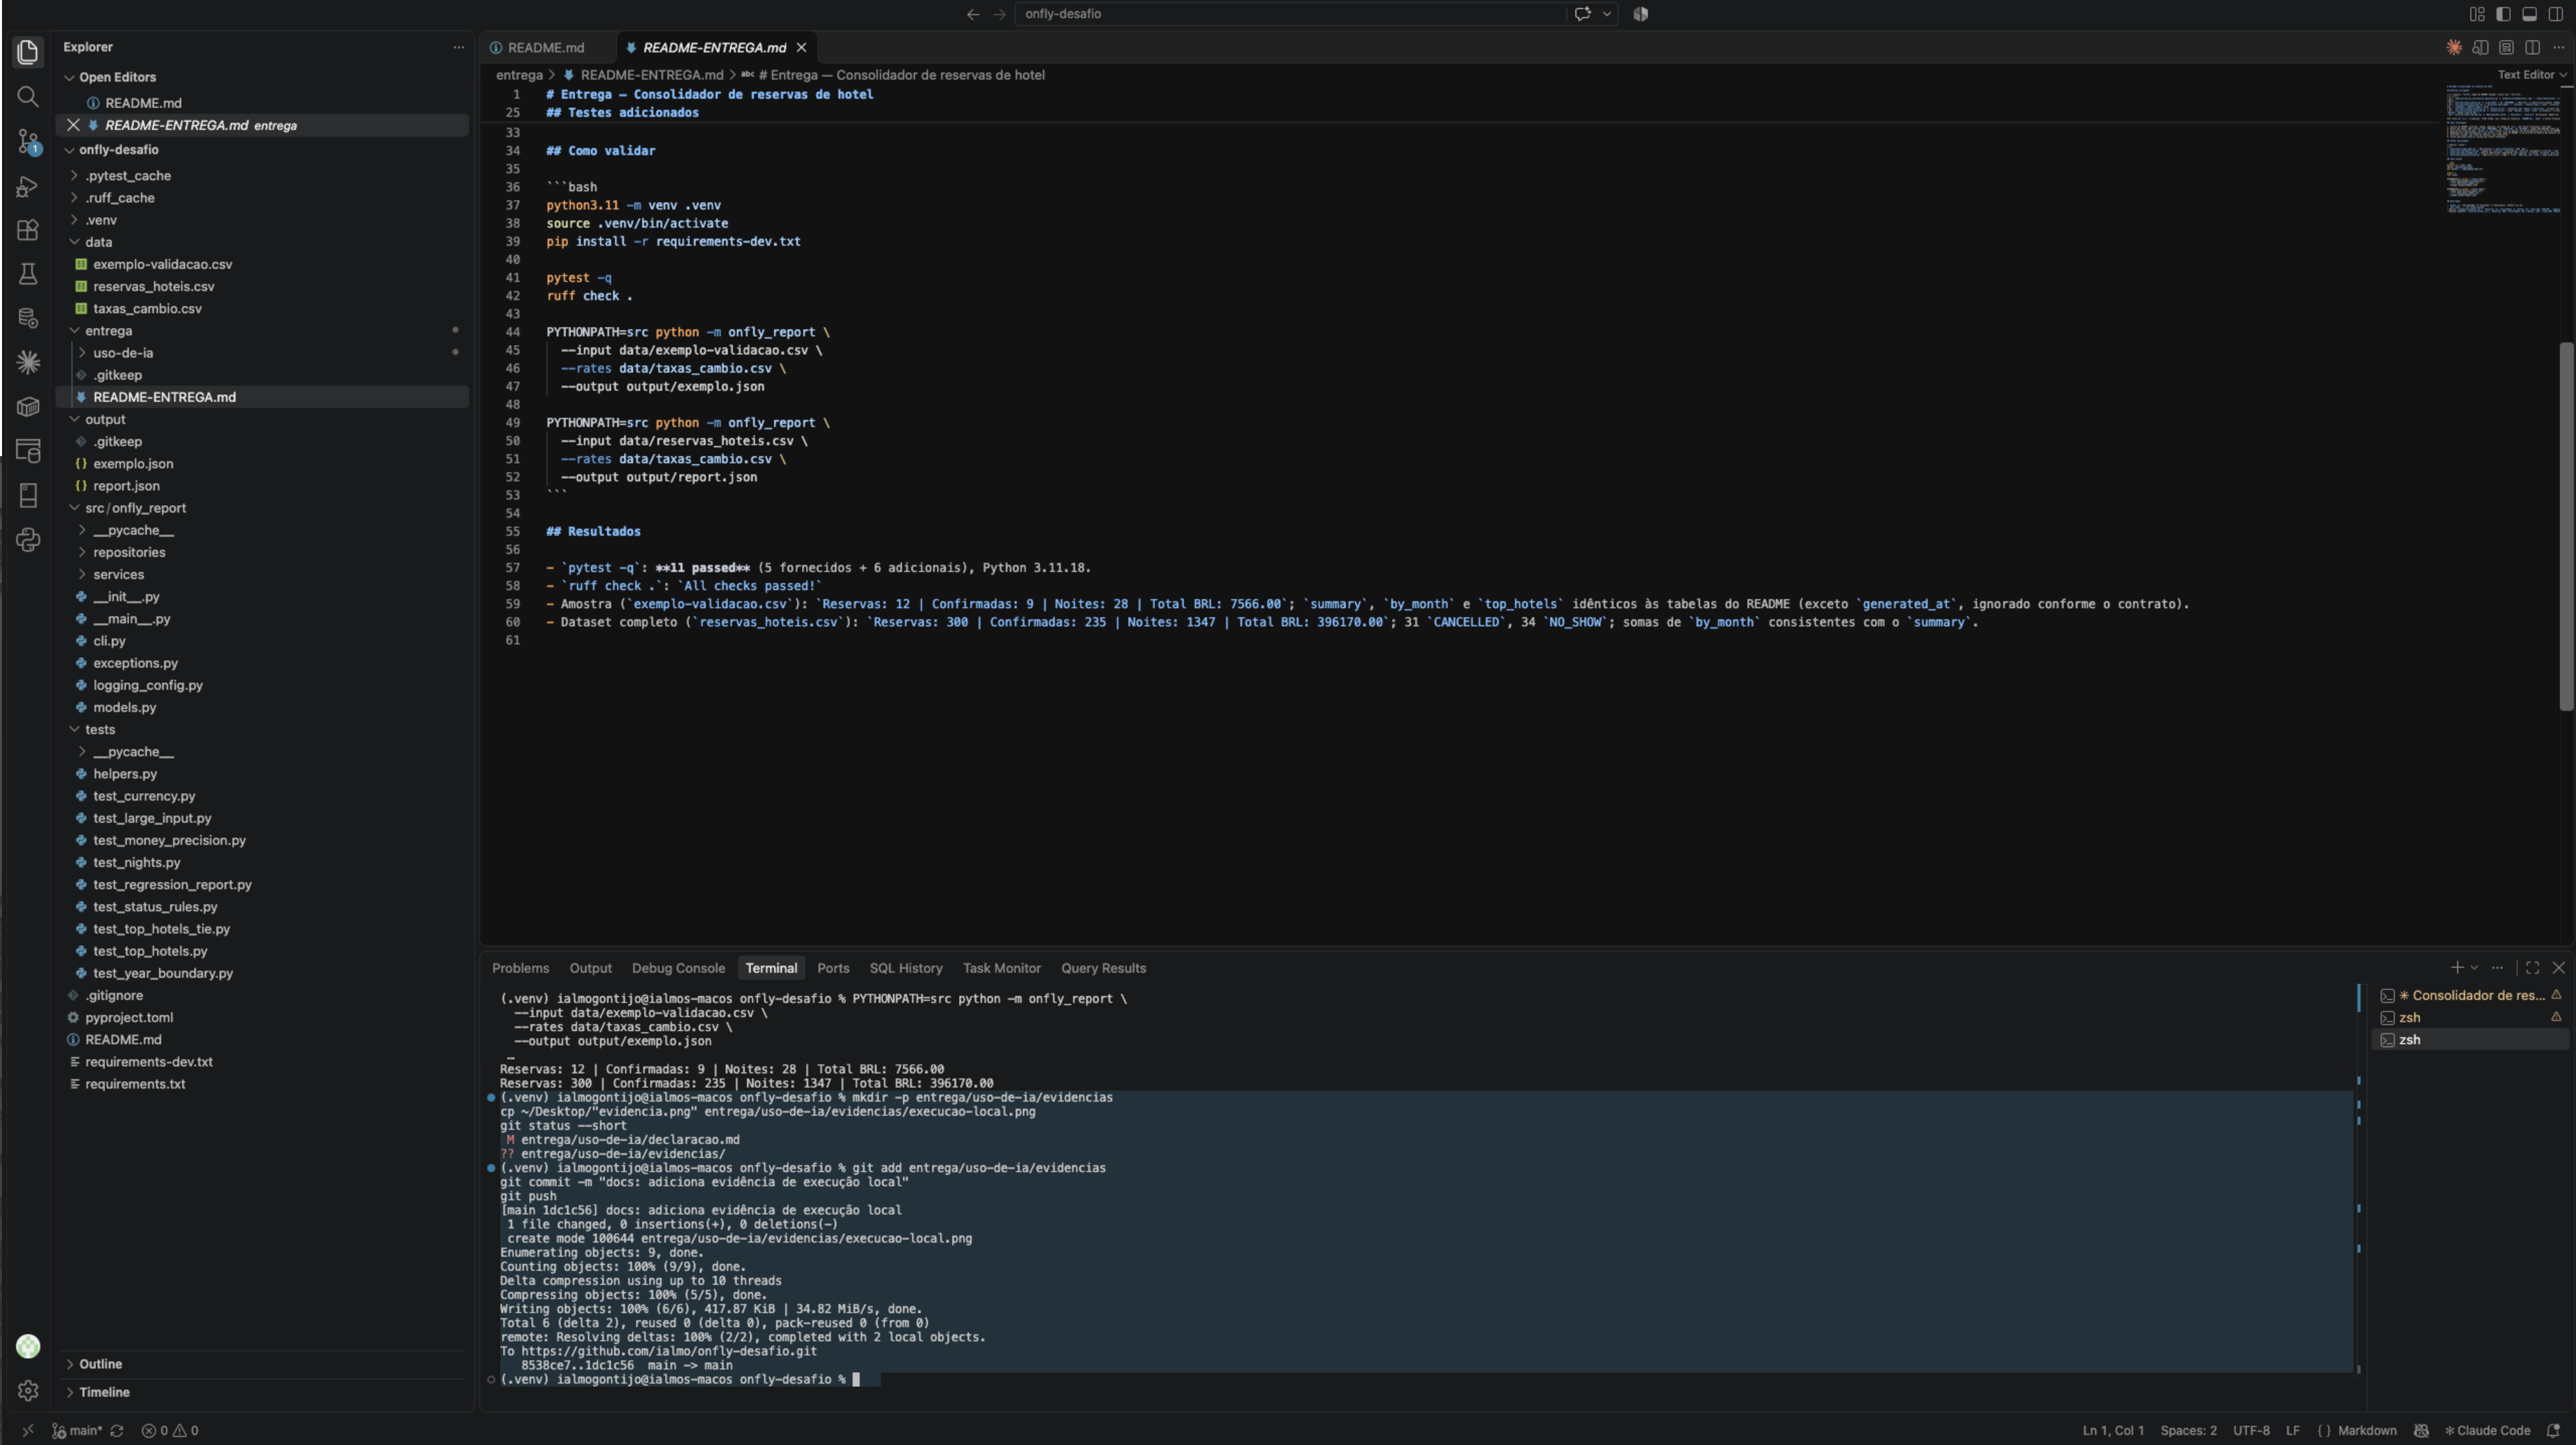 onfly-desafio
Explorer
Open Editors
README.md
README-ENTREGA.md entrega
onfly-desafio
.pytest_cache
.ruff_cache
.venv
data
exemplo-validacao.csv
reservas_hoteis.csv
taxas_cambio.csv
entrega
uso-de-ia
.gitkeep
README-ENTREGA.md
output
.gitkeep
exemplo.json
report.json
src/onfly_report
__pycache__
repositories
services
__init__.py
__main__.py
cli.py
exceptions.py
logging_config.py
models.py
tests
__pycache__
helpers.py
test_currency.py
test_large_input.py
test_money_precision.py
test_nights.py
test_regression_report.py
test_status_rules.py
test_top_hotels_tie.py
test_top_hotels.py
test_year_boundary.py
.gitignore
pyproject.toml
README.md
requirements-dev.txt
requirements.txt
Outline
Timeline
README.md
README-ENTREGA.md
entrega > README-ENTREGA.md > abc # Entrega — Consolidador de reservas de hotel
Text Editor
1 # Entrega — Consolidador de reservas de hotel
25 ## Testes adicionados
33
34 ## Como validar
35
36 ```bash
37 python3.11 -m venv .venv
38 source .venv/bin/activate
39 pip install -r requirements-dev.txt
40
41 pytest -q
42 ruff check .
43
44 PYTHONPATH=src python -m onfly_report \
45 --input data/exemplo-validacao.csv \
46 --rates data/taxas_cambio.csv \
47 --output output/exemplo.json
48
49 PYTHONPATH=src python -m onfly_report \
50 --input data/reservas_hoteis.csv \
51 --rates data/taxas_cambio.csv \
52 --output output/report.json
53 ```
54
55 ## Resultados
56
57 - `pytest -q`: **11 passed** (5 fornecidos + 6 adicionais), Python 3.11.18.
58 - `ruff check .`: `All checks passed!`
59 - Amostra (`exemplo-validacao.csv`): `Reservas: 12 | Confirmadas: 9 | Noites: 28 | Total BRL: 7566.00`; `summary`, `by_month` e `top_hotels` idênticos às tabelas do README (exceto `generated_at`, ignorado conforme o contrato).
60 - Dataset completo (`reservas_hoteis.csv`): `Reservas: 300 | Confirmadas: 235 | Noites: 1347 | Total BRL: 396170.00`; 31 `CANCELLED`, 34 `NO_SHOW`; somas de `by_month` consistentes com o `summary`.
61
Problems Output Debug Console Terminal Ports SQL History Task Monitor Query Results
(.venv) ialmogontijo@ialmos-macos onfly-desafio % PYTHONPATH=src python -m onfly_report \
--input data/exemplo-validacao.csv \
--rates data/taxas_cambio.csv \
--output output/exemplo.json
…
Reservas: 12 | Confirmadas: 9 | Noites: 28 | Total BRL: 7566.00
Reservas: 300 | Confirmadas: 235 | Noites: 1347 | Total BRL: 396170.00
(.venv) ialmogontijo@ialmos-macos onfly-desafio % mkdir -p entrega/uso-de-ia/evidencias
cp ~/Desktop/"evidencia.png" entrega/uso-de-ia/evidencias/execucao-local.png
git status --short
M entrega/uso-de-ia/declaracao.md
?? entrega/uso-de-ia/evidencias/
(.venv) ialmogontijo@ialmos-macos onfly-desafio % git add entrega/uso-de-ia/evidencias
git commit -m "docs: adiciona evidência de execução local"
git push
[main 1dc1c56] docs: adiciona evidência de execução local
1 file changed, 0 insertions(+), 0 deletions(-)
create mode 100644 entrega/uso-de-ia/evidencias/execucao-local.png
Enumerating objects: 9, done.
Counting objects: 100% (9/9), done.
Delta compression using up to 10 threads
Compressing objects: 100% (5/5), done.
Writing objects: 100% (6/6), 417.87 KiB | 34.82 MiB/s, done.
Total 6 (delta 2), reused 0 (delta 0), pack-reused 0 (from 0)
remote: Resolving deltas: 100% (2/2), completed with 2 local objects.
To https://github.com/ialmo/onfly-desafio.git
8538ce7..1dc1c56 main -> main
(.venv) ialmogontijo@ialmos-macos onfly-desafio %
✳ Consolidador de res...
zsh
zsh
main* 0 0
Ln 1, Col 1 Spaces: 2 UTF-8 LF { } Markdown Claude Code